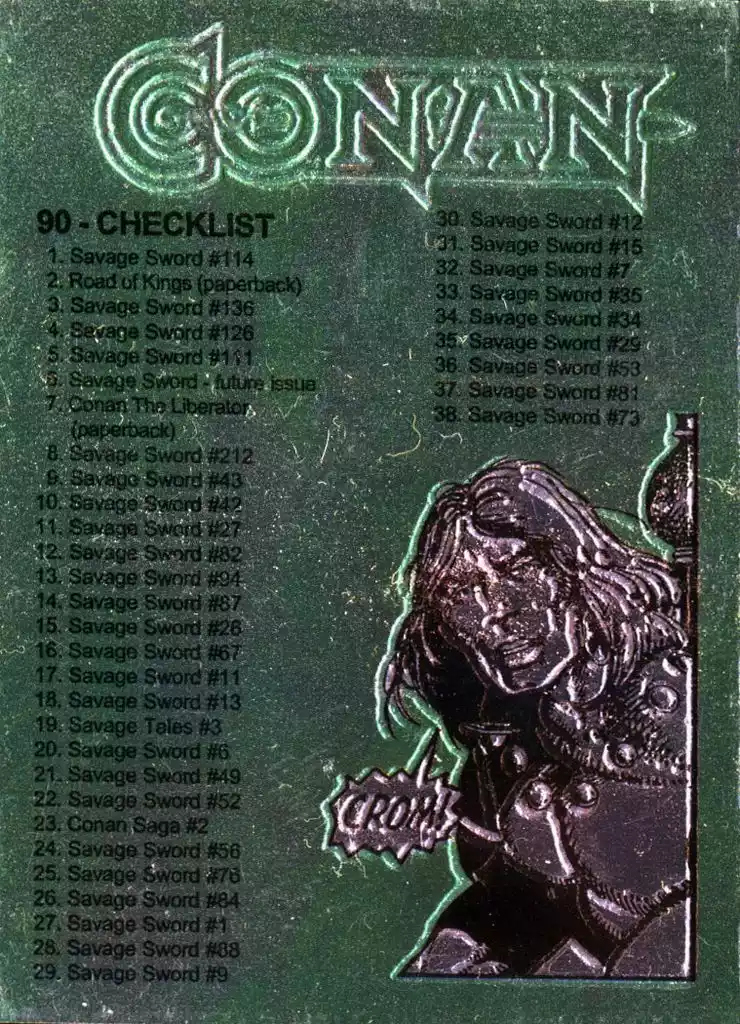 CONAN
90 - CHECKLIST
1. Savage Sword #114
2. Road of Kings (paperback)
3. Savage Sword #136
4. Savage Sword #126
5. Savage Sword #111
6. Savage Sword - future issue
7. Conan The Liberator
(paperback)
8. Savage Sword #212
9. Savage Sword #43
10. Savage Sword #42
11. Savage Sword #27
12. Savage Sword #82
13. Savage Sword #94
14. Savage Sword #87
15. Savage Sword #26
16. Savage Sword #67
17. Savage Sword #11
18. Savage Sword #13
19. Savage Tales #3
20. Savage Sword #6
21. Savage Sword #49
22. Savage Sword #52
23. Conan Saga #2
24. Savage Sword #56
25. Savage Sword #76
26. Savage Sword #84
27. Savage Sword #1
28. Savage Sword #88
29. Savage Sword #9
30. Savage Sword #12
31. Savage Sword #15
32. Savage Sword #7
33. Savage Sword #35
34. Savage Sword #34
35. Savage Sword #29
36. Savage Sword #53
37. Savage Sword #81
38. Savage Sword #73
CROM!